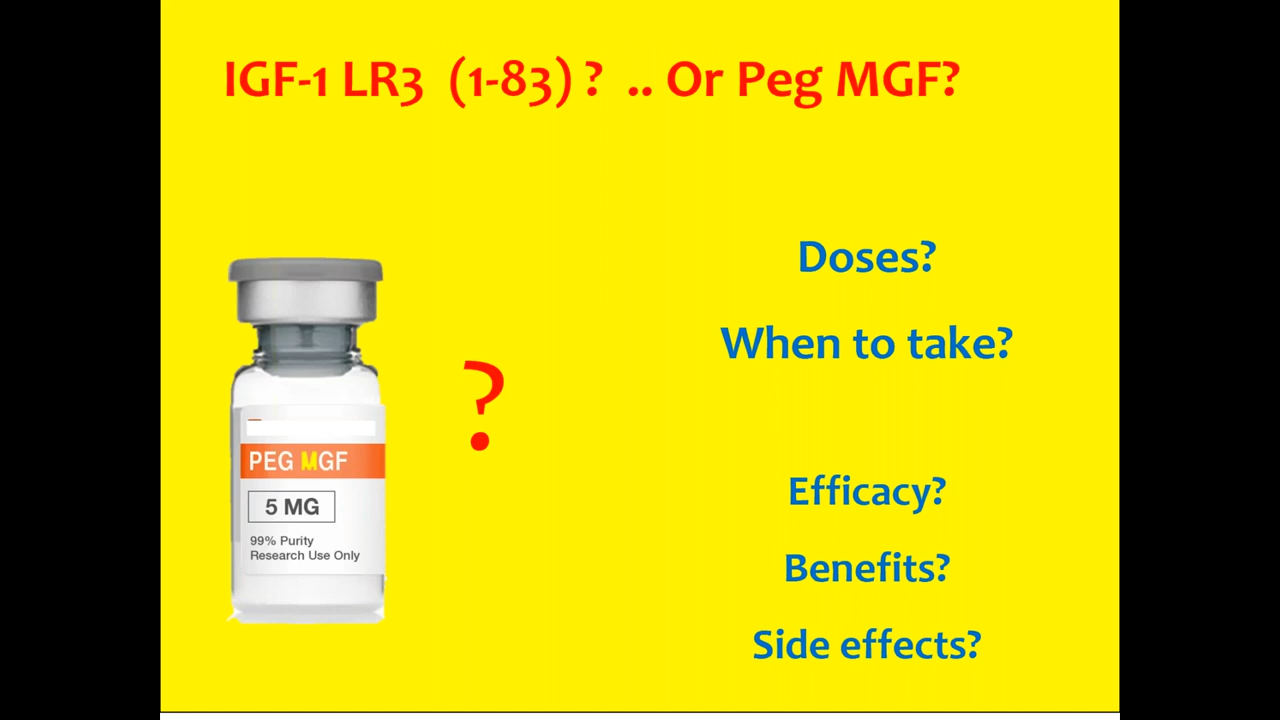 IGF-1 LR3 (1-83) ? .. Or Peg MGF?
Doses?
When to take?
?
PEG MGF
5 MG
99% Purity
Research Use Only
Efficacy?
Benefits?
Side effects?